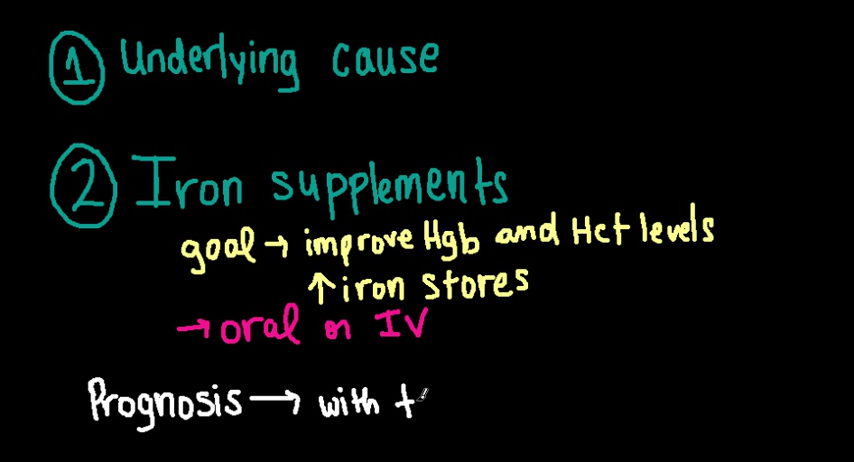 1 Underlying cause
2 Iron supplements
goal → improve Hgb and Hct levels
↑ iron stores
→ oral or IV
Prognosis → with t